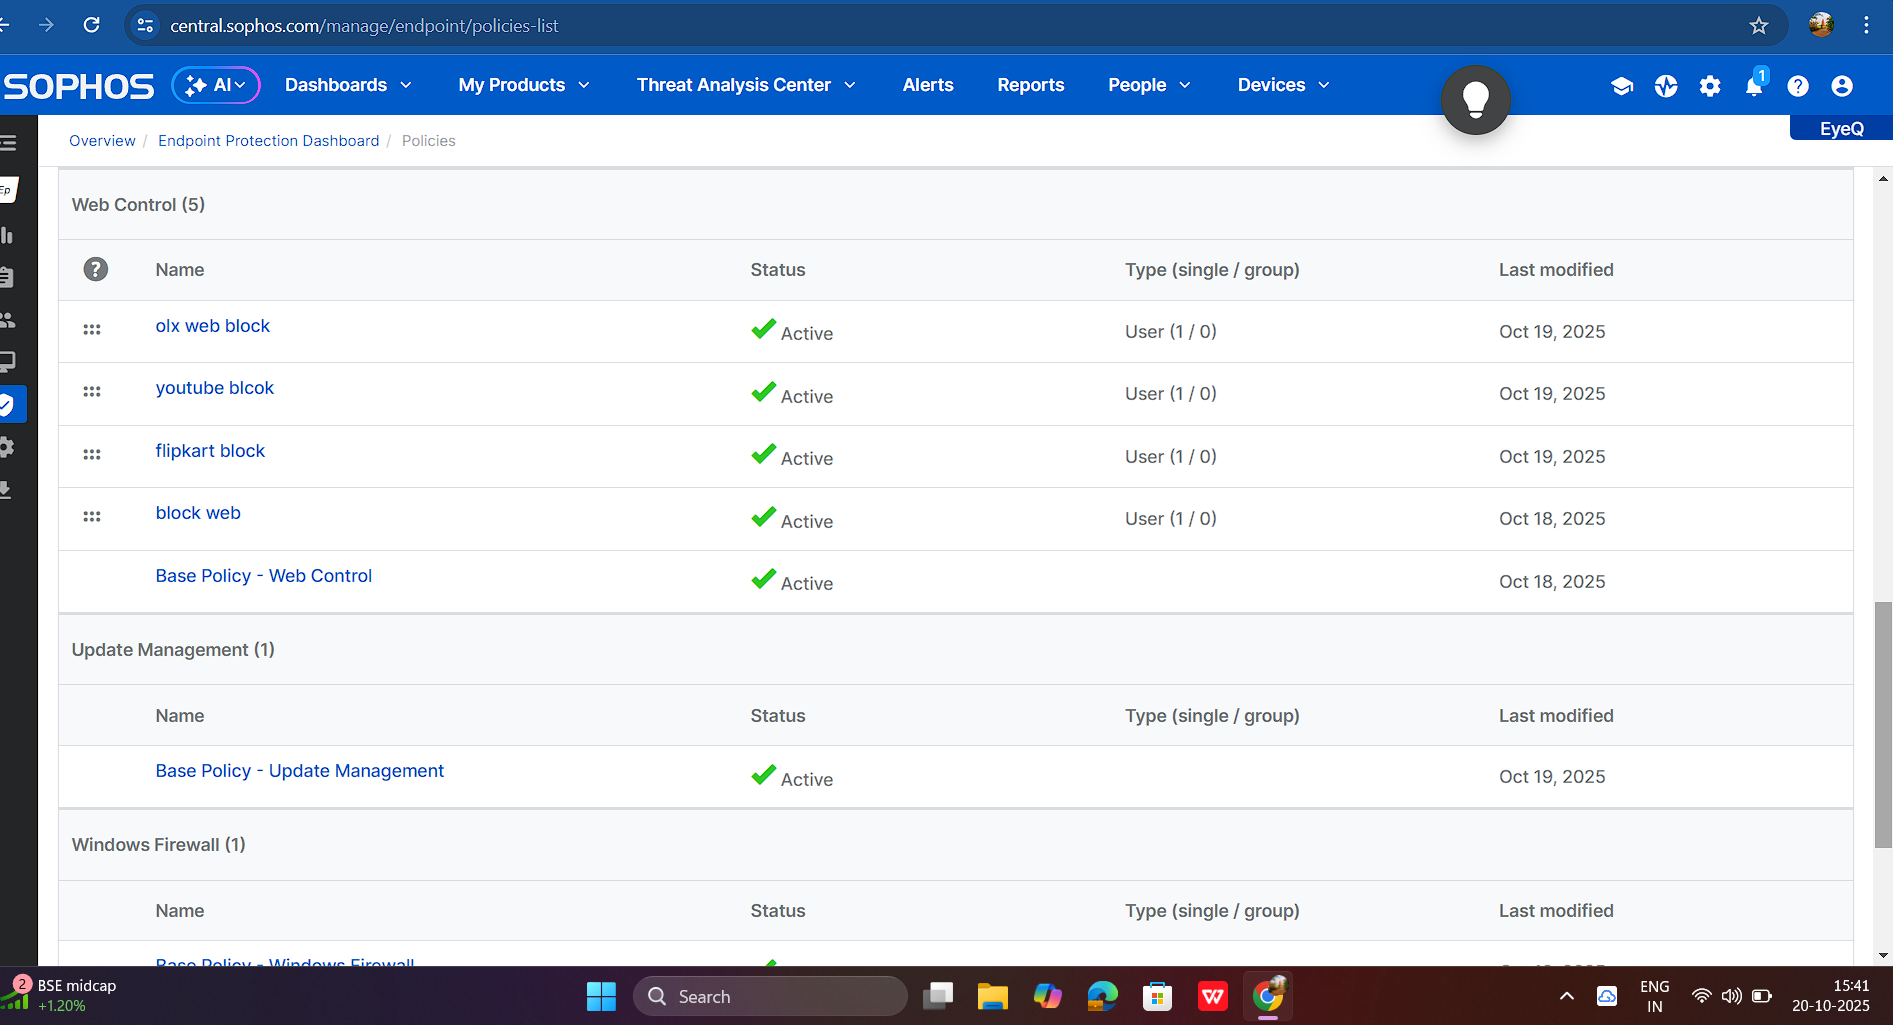 central.sophos.com/manage/endpoint/policies-list
SOPHOS
AI
Dashboards
My Products
Threat Analysis Center
Alerts
Reports
People
Devices
1
EyeQ
Overview / Endpoint Protection Dashboard / Policies
Ep
Web Control (5)
Name Status Type (single / group) Last modified
olx web block Active User (1 / 0) Oct 19, 2025
youtube blcok Active User (1 / 0) Oct 19, 2025
flipkart block Active User (1 / 0) Oct 19, 2025
block web Active User (1 / 0) Oct 18, 2025
Base Policy - Web Control Active Oct 18, 2025
Update Management (1)
Name Status Type (single / group) Last modified
Base Policy - Update Management Active Oct 19, 2025
Windows Firewall (1)
Name Status Type (single / group) Last modified
Base Policy - Windows Firewall
2
BSE midcap
+1.20%
Search
ENG
IN
15:41
20-10-2025